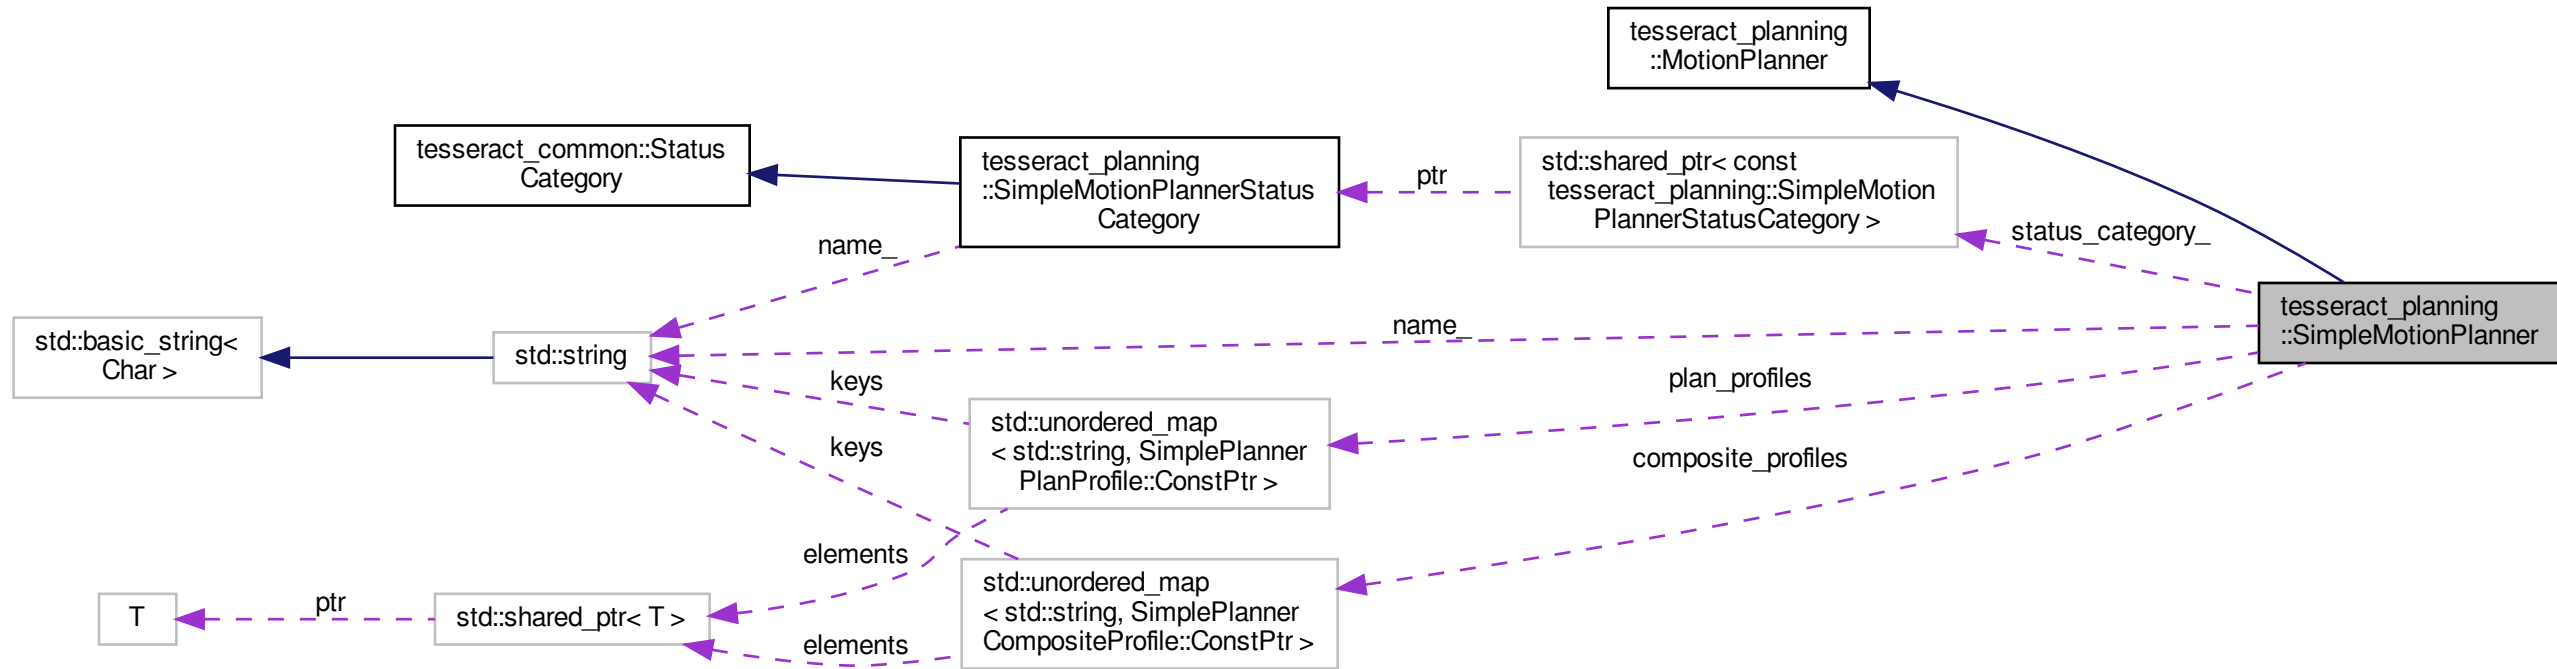 tesseract_planning
::MotionPlanner
tesseract_common::Status
Category
tesseract_planning
::SimpleMotionPlannerStatus
Category
ptr
std::shared_ptr< const
tesseract_planning::SimpleMotion
PlannerStatusCategory >
status_category_
name_
tesseract_planning
::SimpleMotionPlanner
std::basic_string<
Char >
std::string
name_
keys
plan_profiles
std::unordered_map
< std::string, SimplePlanner
PlanProfile::ConstPtr >
keys
composite_profiles
elements
std::unordered_map
< std::string, SimplePlanner
CompositeProfile::ConstPtr >
T
ptr
std::shared_ptr< T >
elements